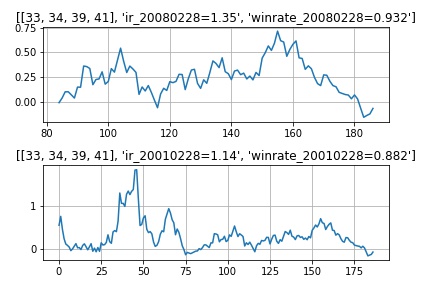 [[33, 34, 39, 41], 'ir_20080228=1.35', 'winrate_20080228=0.932']
0.75
0.50
0.25
0.00
80 100 120 140 160 180
[[33, 34, 39, 41], 'ir_20010228=1.14', 'winrate_20010228=0.882']
1
0
0 25 50 75 100 125 150 175